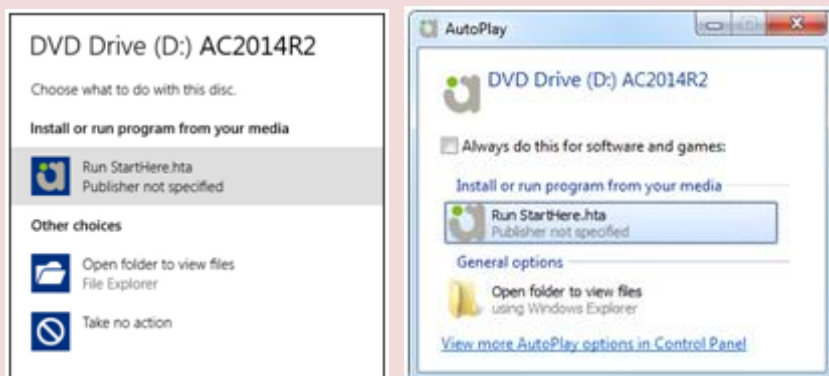 DVD Drive (D:) AC2014R2
Choose what to do with this disc.
Install or run program from your media
Run StartHere.hta
Publisher not specified
Other choices
Open folder to view files
File Explorer
Take no action
AutoPlay
DVD Drive (D:) AC2014R2
Always do this for software and games:
Install or run program from your media
Run StartHere.hta
Publisher not specified
General options
Open folder to view files
using Windows Explorer
View more AutoPlay options in Control Panel